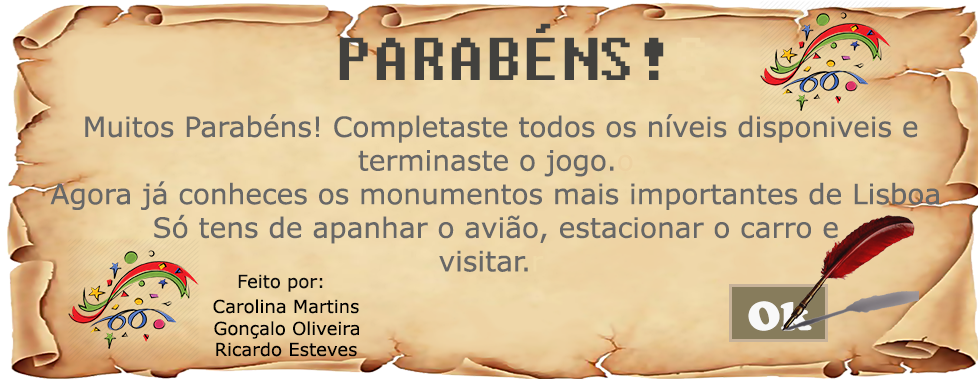 PARABÉNS!
Muitos Parabéns! Completaste todos os níveis disponiveis e
terminaste o jogo.
Agora já conheces os monumentos mais importantes de Lisboa
Só tens de apanhar o avião, estacionar o carro e
visitar.
Feito por:
Carolina Martins
Gonçalo Oliveira
Ricardo Esteves
Ok